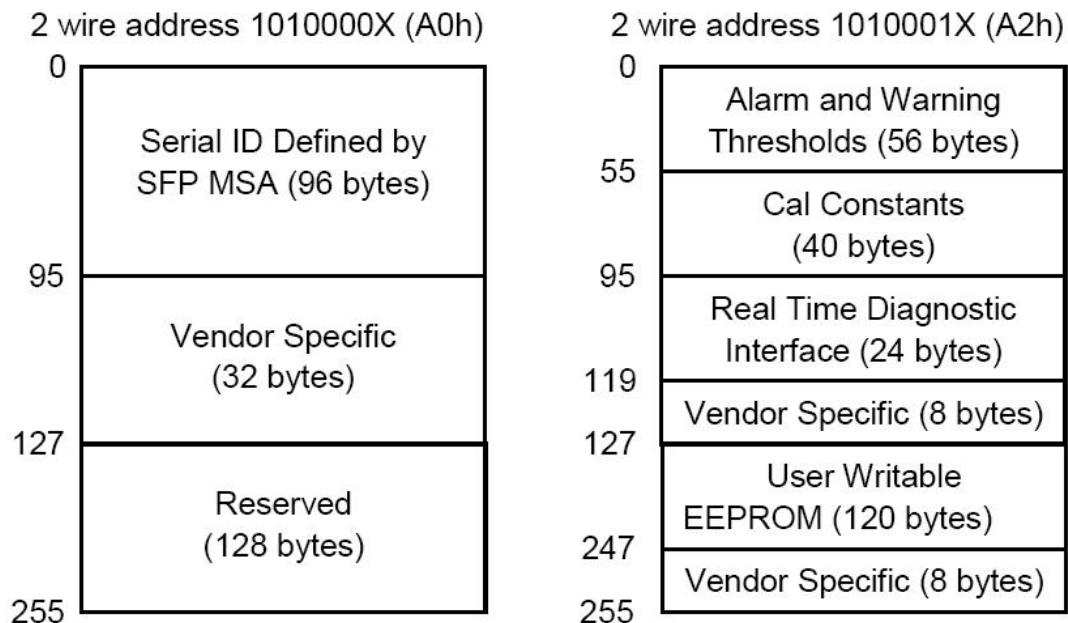 2 wire address 1010000X (A0h)
0
Serial ID Defined by
SFP MSA (96 bytes)
95
Vendor Specific
(32 bytes)
127
Reserved
(128 bytes)
255
2 wire address 1010001X (A2h)
0
Alarm and Warning
Thresholds (56 bytes)
55
Cal Constants
(40 bytes)
95
Real Time Diagnostic
Interface (24 bytes)
119
Vendor Specific (8 bytes)
127
User Writable
EEPROM (120 bytes)
247
Vendor Specific (8 bytes)
255